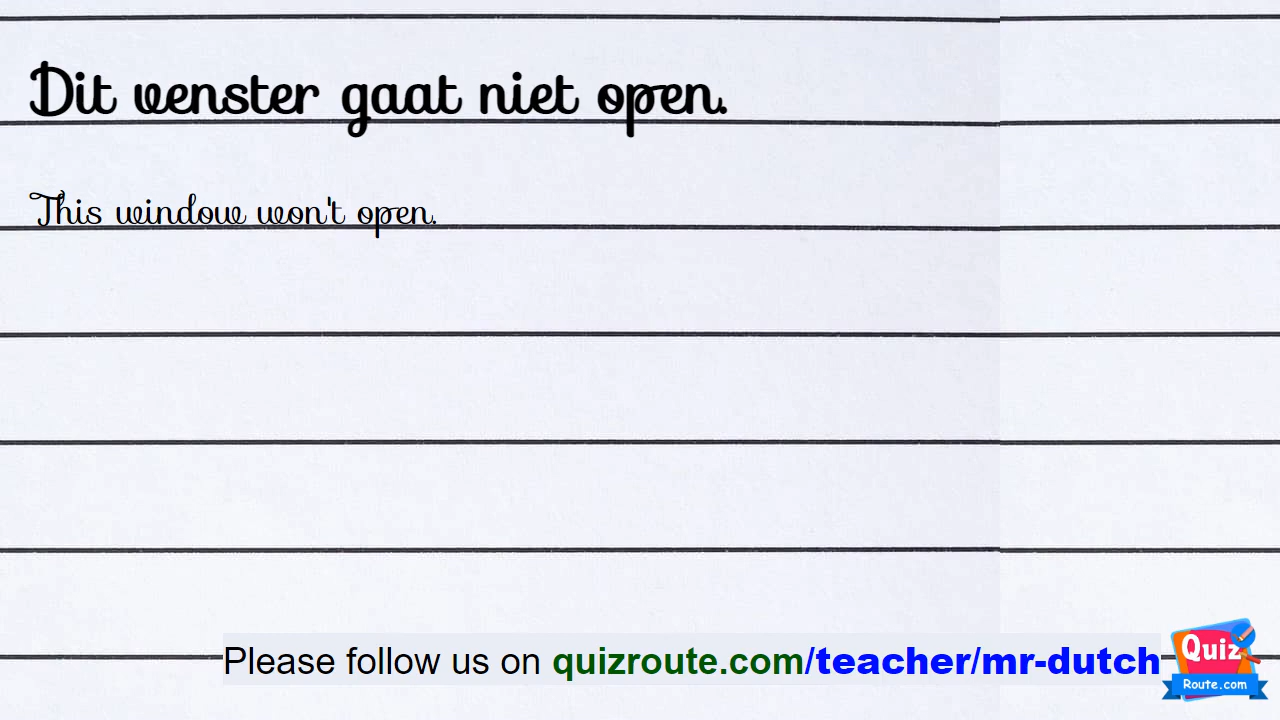 Dit venster gaat niet open.
This window won't open.
Please follow us on quizroute.com/teacher/mr-dutch
Quiz
Route.com